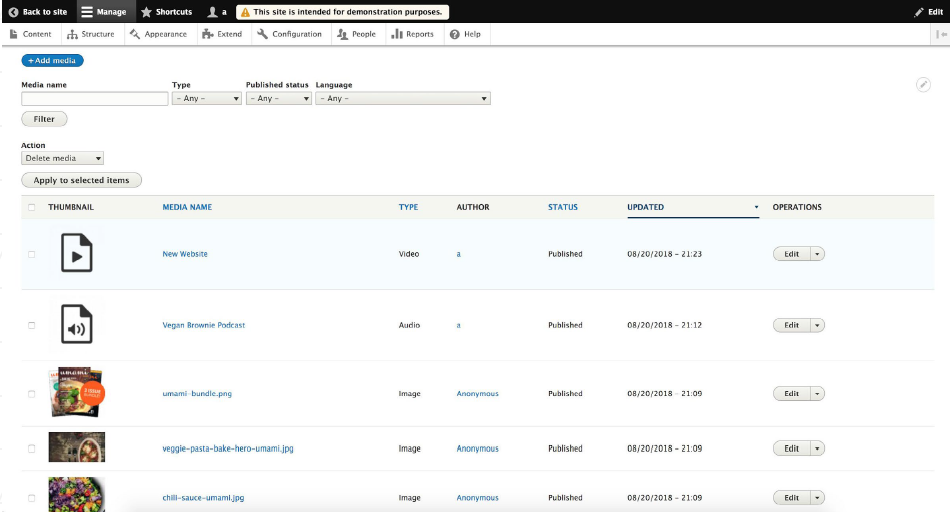 Back to site Manage Shortcuts a This site is intended for demonstration purposes. Edit
Content Structure Appearance Extend Configuration People Reports Help
+ Add media
Media name Type Published status Language
- Any - - Any - - Any -
Filter
Action
Delete media
Apply to selected items
THUMBNAIL MEDIA NAME TYPE AUTHOR STATUS UPDATED OPERATIONS
New Website Video a Published 08/20/2018 - 21:23 Edit
Vegan Brownie Podcast Audio a Published 08/20/2018 - 21:12 Edit
umami-bundle.png Image Anonymous Published 08/20/2018 - 21:09 Edit
veggie-pasta-bake-hero-umami.jpg Image Anonymous Published 08/20/2018 - 21:09 Edit
chili-sauce-umami.jpg Image Anonymous Published 08/20/2018 - 21:09 Edit